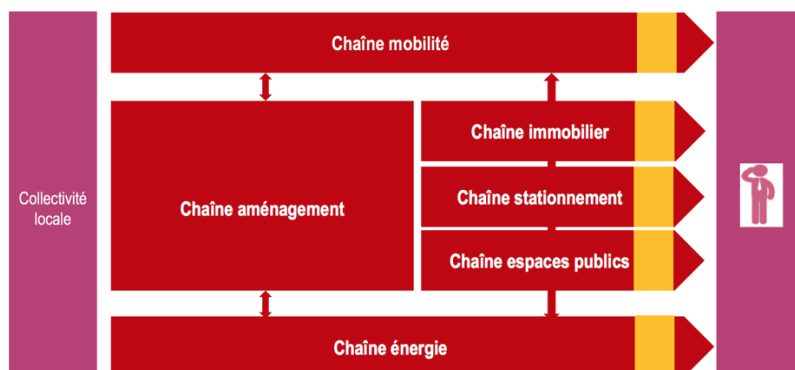 Chaîne mobilité
Collectivité
locale
Chaîne aménagement
Chaîne immobilier
Chaîne stationnement
Chaîne espaces publics
Chaîne énergie